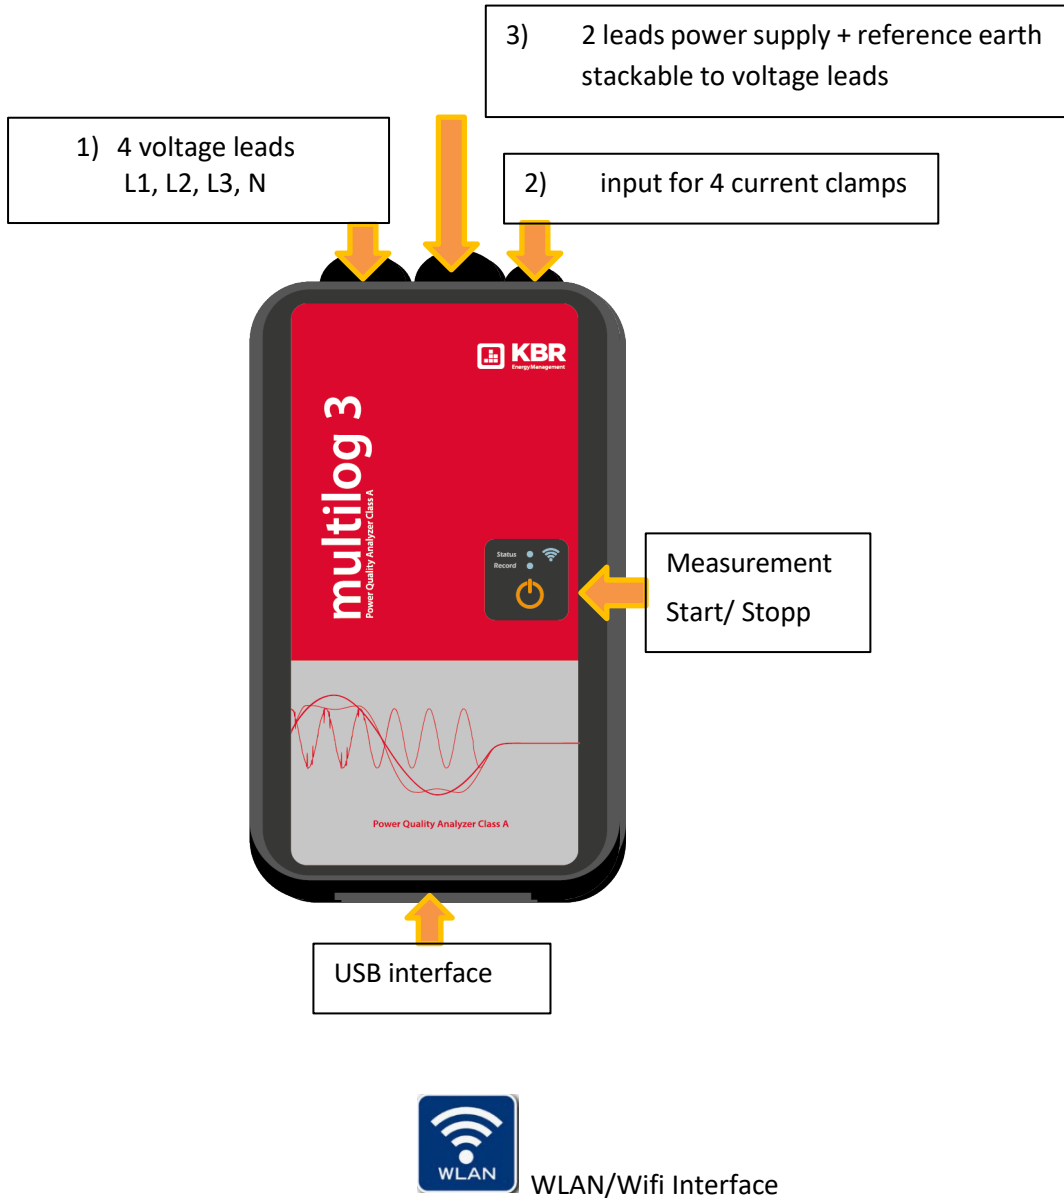 3) 2 leads power supply + reference earth
stackable to voltage leads
1) 4 voltage leads
L1, L2, L3, N
2) input for 4 current clamps
KBR
EnergyManagement
multilog 3
Power Quality Analyzer Class A
Status
Record
Measurement
Start/ Stopp
Power Quality Analyzer Class A
USB interface
WLAN
WLAN/Wifi Interface